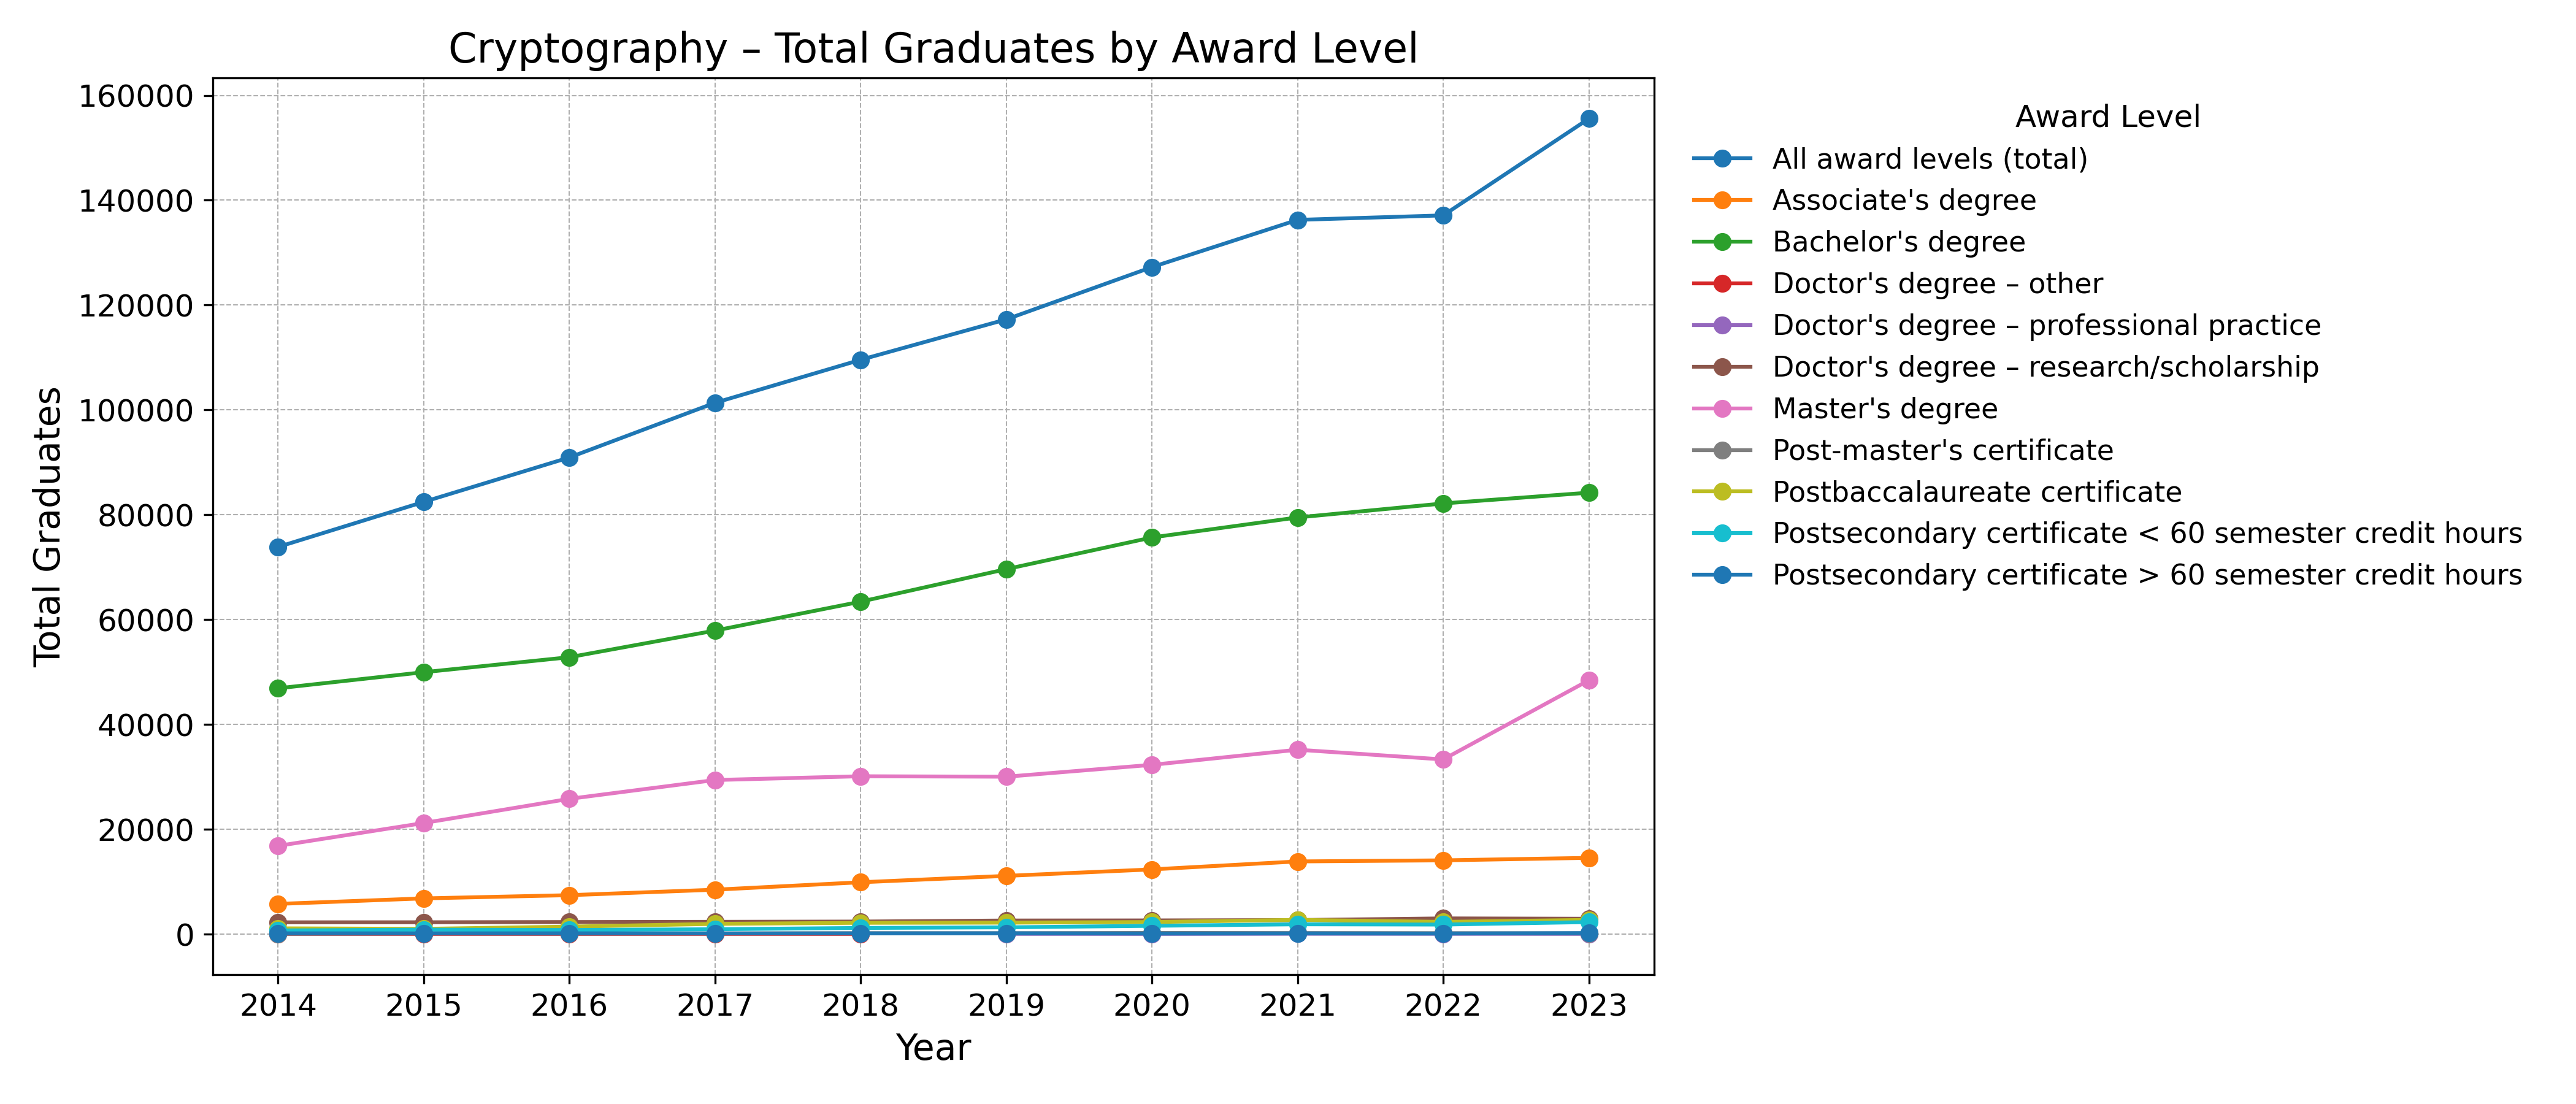 Cryptography – Total Graduates by Award Level
160000
140000
120000
100000
80000
60000
40000
20000
0
Total Graduates
2014 2015 2016 2017 2018 2019 2020 2021 2022 2023
Year
Award Level
All award levels (total)
Associate's degree
Bachelor's degree
Doctor's degree – other
Doctor's degree – professional practice
Doctor's degree – research/scholarship
Master's degree
Post-master's certificate
Postbaccalaureate certificate
Postsecondary certificate < 60 semester credit hours
Postsecondary certificate > 60 semester credit hours